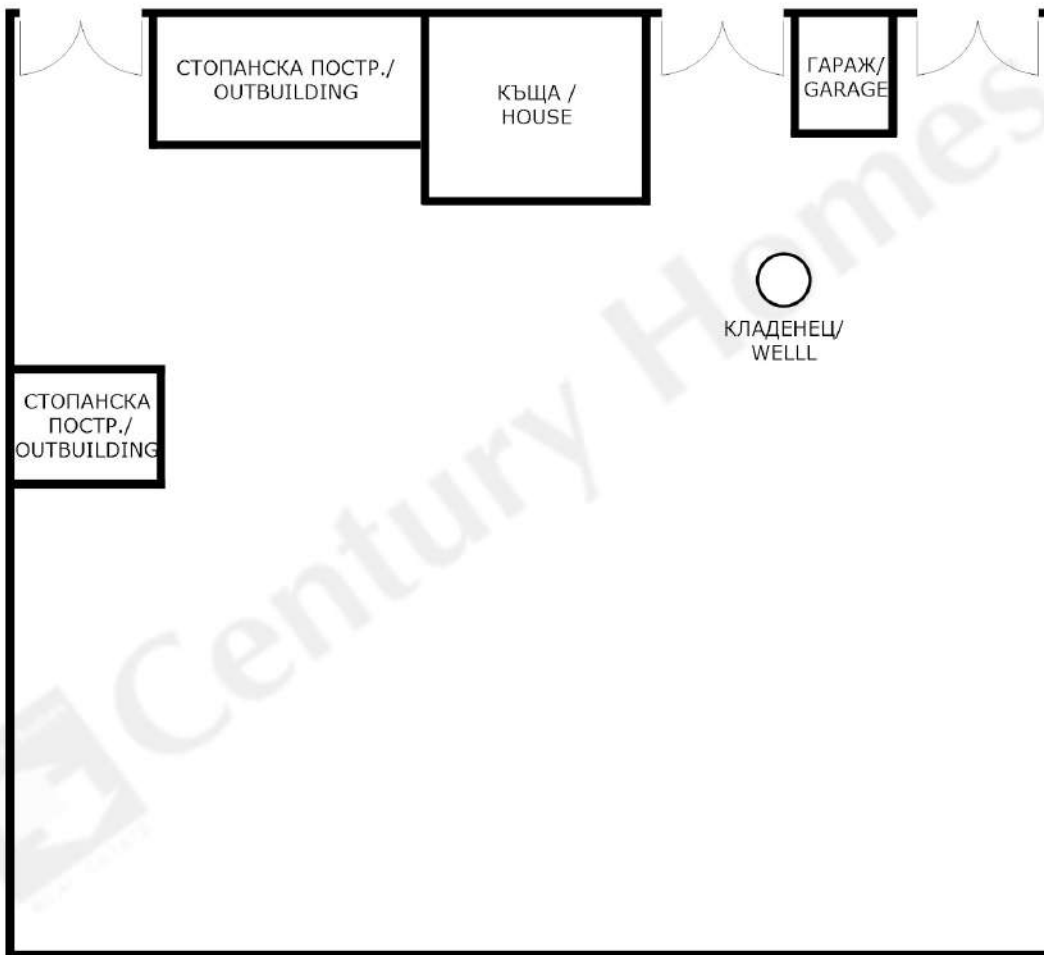 СТОПАНСКА ПОСТР./
OUTBUILDING
КЪЩА /
HOUSE
ГАРАЖ/
GARAGE
КЛАДЕНЕЦ/
WELLL
СТОПАНСКА
ПОСТР./
OUTBUILDING
Century Homes